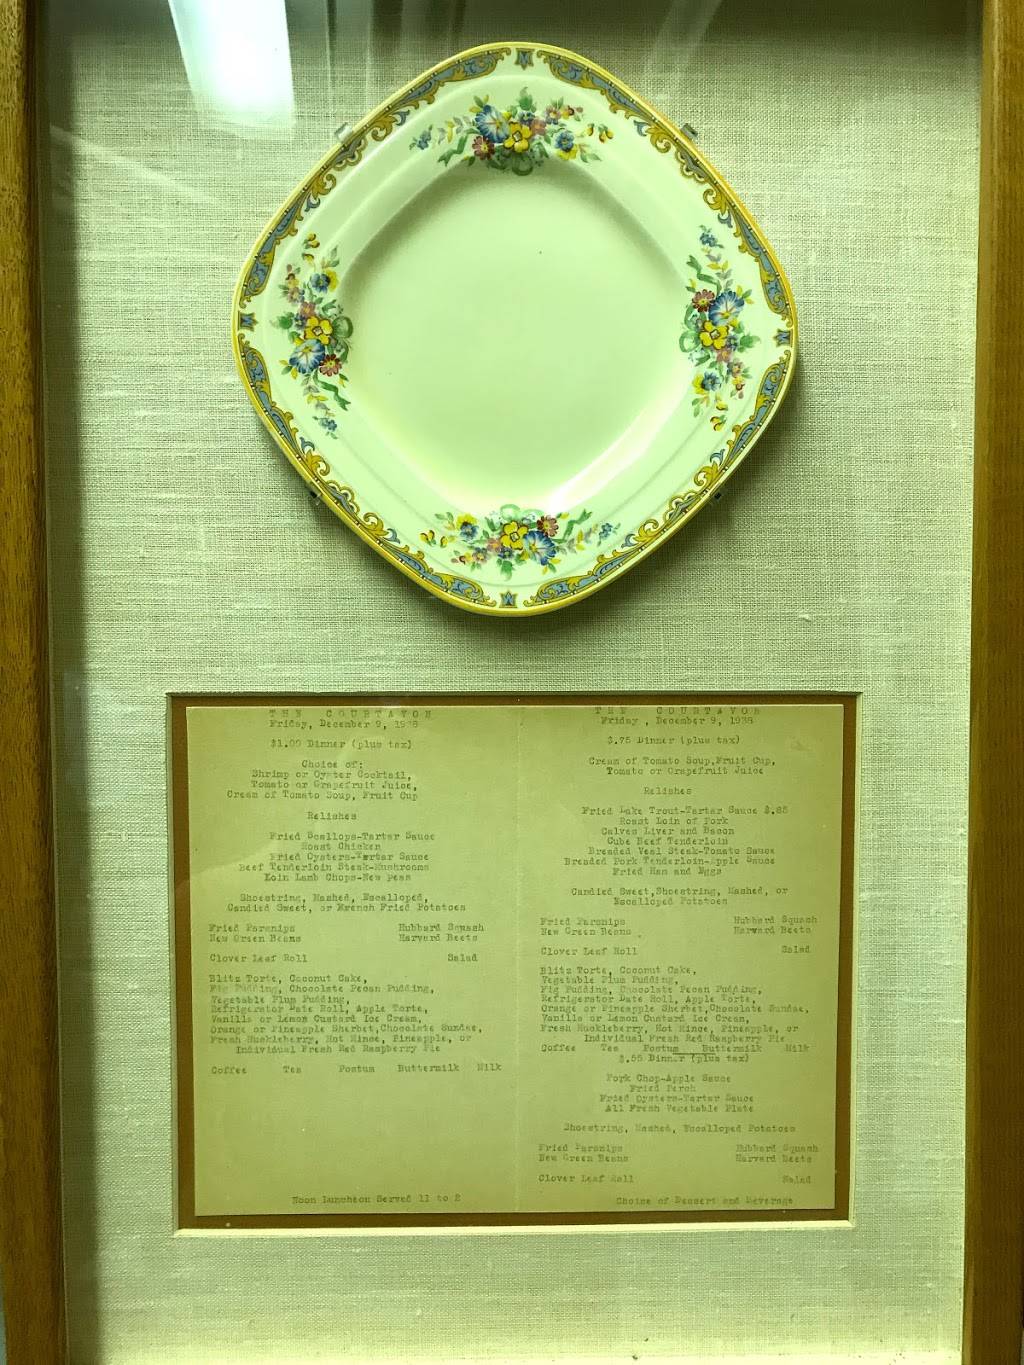 THE COURTAVON
Friday, December 9, 1938
$1.00 Dinner (plus tax)
Choice of:
Shrimp or Oyster Cocktail,
Tomato or Grapefruit Juice,
Cream of Tomato Soup, Fruit Cup
Relishes
Fried Scallops-Tartar Sauce
Roast Chicken
Fried Oysters-Tartar Sauce
Beef Tenderloin Steak-Mushrooms
Loin Lamb Chops-New Peas
Shoestring, Mashed, Escalloped,
Candied Sweet, or French Fried Potatoes
Fried Parsnips Hubbard Squash
New Green Beans Harvard Beets
Clover Leaf Roll Salad
Blitz Torte, Coconut Cake,
Fig Pudding, Chocolate Pecan Pudding,
Vegetable Plum Pudding,
Refrigerator Date Roll, Apple Torte,
Vanilla or Lemon Custard Ice Cream,
Orange or Pineapple Sherbet,Chocolate Sundae,
Fresh Huckleberry, Hot Mince, Pineapple, or
Individual Fresh Red Raspberry Pie
Coffee Tea Postum Buttermilk Milk
Noon Luncheon Served 11 to 2
THE COURTAVON
Friday , December 9, 1938
$.75 Dinner (plus tax)
Cream of Tomato Soup,Fruit Cup,
Tomato or Grapefruit Juice
Relishes
Fried Lake Trout-Tartar Sauce $.85
Roast Loin of Pork
Calves Liver and Bacon
Cube Beef Tenderloin
Breaded Veal Steak-Tomato Sauce
Breaded Pork Tenderloin-Apple Sauce
Fried Ham and Eggs
Candied Sweet,Shoestring, Mashed, or
Escalloped Potatoes
Fried Parsnips Hubbard Squash
New Green Beans Harvard Beets
Clover Leaf Roll Salad
Blitz Torte, Coconut Cake,
Vegetable Plum Pudding,
Fig Pudding, Chocolate Pecan Pudding,
Refrigerator Date Roll, Apple Torte,
Orange or Pineapple Sherbet,Chocolate Sundae,
Vanilla or Lemon Custard Ice Cream,
Fresh Huckleberry, Hot Mince, Pineapple, or
Individual Fresh Red Raspberry Pie
Coffee Tea Postum Buttermilk Milk
$.55 Dinner (plus tax)
Pork Chop-Apple Sauce
Fried Perch
Fried Oysters-Tartar Sauce
All Fresh Vegetable Plate
Shoestring, Mashed, Escalloped Potatoes
Fried Parsnips Hubbard Squash
New Green Beans Harvard Beets
Clover Leaf Roll Salad
Choice of Dessert and Beverage